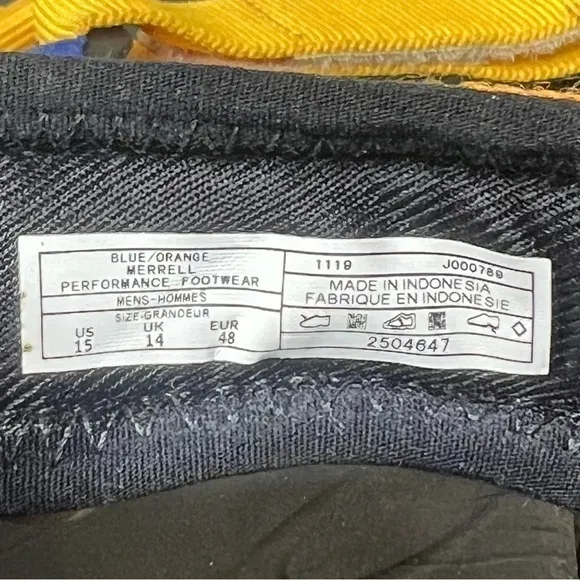 BLUE/ORANGE
MERRELL
PERFORMANCE FOOTWEAR
MENS-HOMMES
SIZE-GRANDEUR
US UK EUR
15 14 48
1119 J000789
MADE IN INDONESIA
FABRIQUE EN INDONESIE
2504647